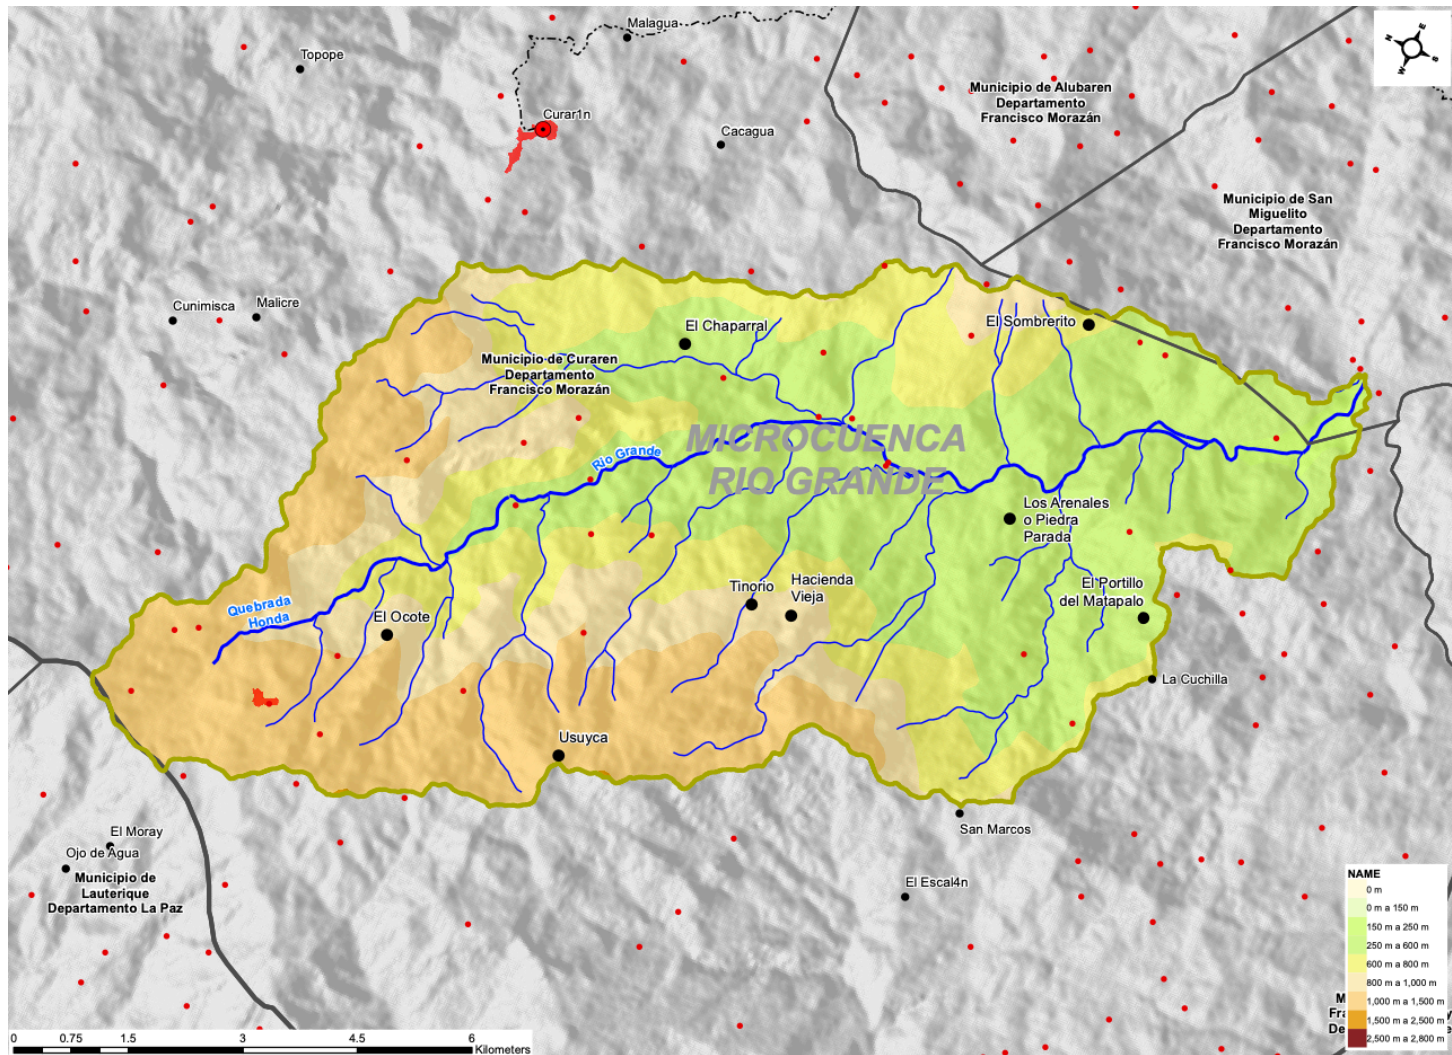 Malagua
Topope
N
E
W
S
Curar1n
Municipio de Alubaren
Departamento
Francisco Morazán
Cacagua
Municipio de San
Miguelito
Departamento
Francisco Morazán
Cunimisca
Malicre
El Chaparral
El Sombrerito
Municipio de Curaren
Departamento
Francisco Morazán
MICROCUENCA
RIO GRANDE
Rio Grande
Los Arenales
o Piedra
Parada
Quebrada
Honda
El Ocote
Tinorio
Hacienda
Vieja
El Portillo
del Matapalo
La Cuchilla
Usuyca
San Marcos
El Moray
Ojo de Agua
Municipio de
Lauterique
Departamento La Paz
El Escal4n
NAME
0 m
0 m a 150 m
150 m a 250 m
250 m a 600 m
600 m a 800 m
800 m a 1,000 m
1,000 m a 1,500 m
1,500 m a 2,500 m
2,500 m a 2,800 m
M
Fra
De
0 0.75 1.5 3 4.5 6
Kilometers